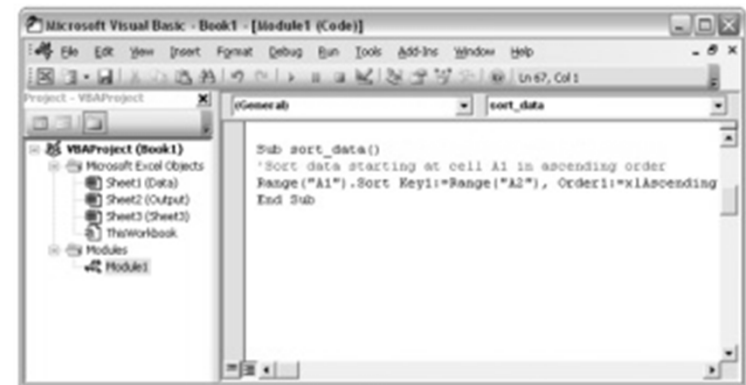 Microsoft Visual Basic - Book1 - [Module1 (Code)]
File Edit View Insert Format Debug Run Tools Add-Ins Window Help
Ln 67, Col 1
Project - VBAProject
(General)
sort_data
VBAProject (Book1)
Microsoft Excel Objects
Sheet1 (Data)
Sheet2 (Output)
Sheet3 (Sheet3)
ThisWorkbook
Modules
Module1
Sub sort_data()
'Sort data starting at cell A1 in ascending order
Range("A1").Sort Key1:=Range("A2"), Order1:=xlAscending
End Sub